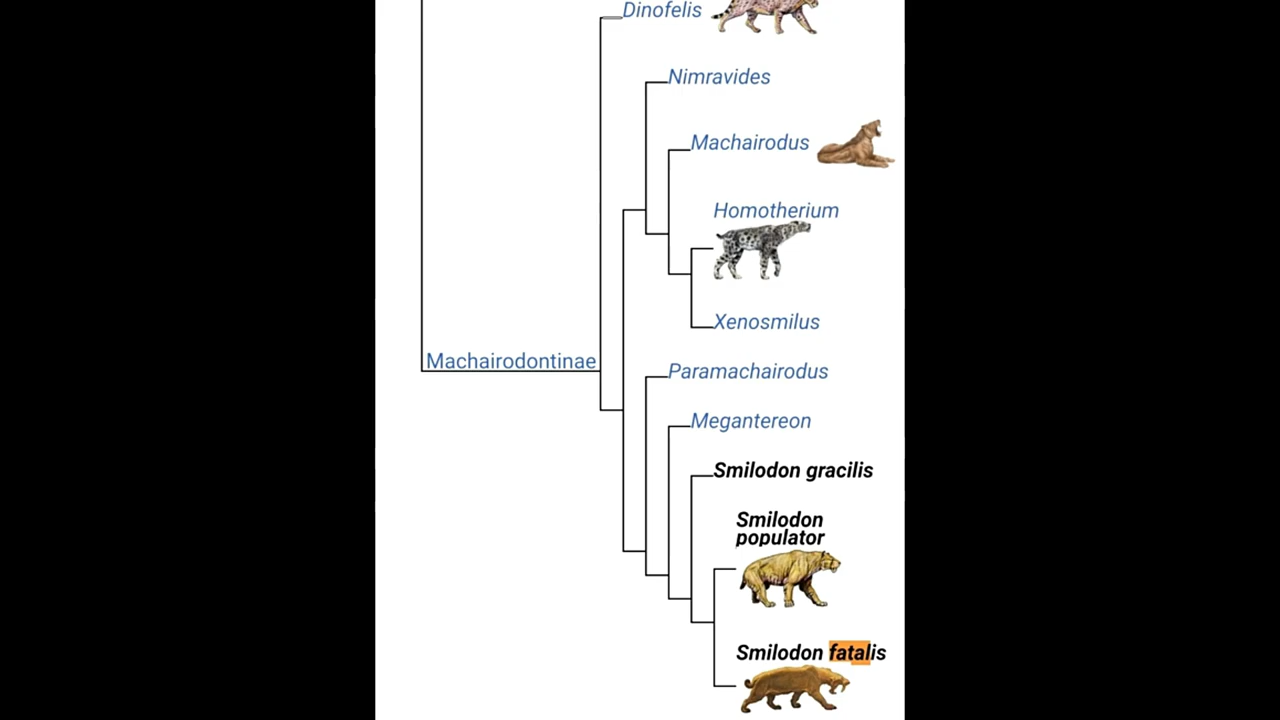 Dinofelis
Nimravides
Machairodus
Homotherium
Xenosmilus
Machairodontinae
Paramachairodus
Megantereon
Smilodon gracilis
Smilodon
populator
Smilodon fatalis